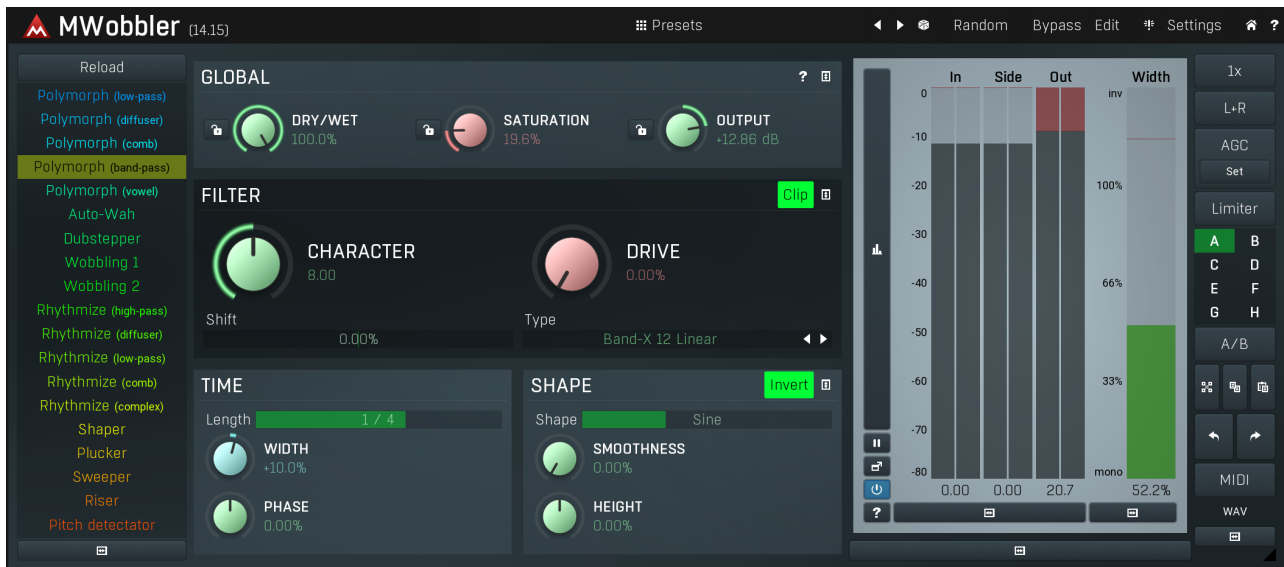 MWobbler (14.15)
Presets
Random
Bypass
Edit
Settings
?
Reload
Polymorph (low-pass)
Polymorph (diffuser)
Polymorph (comb)
Polymorph (band-pass)
Polymorph (vowel)
Auto-Wah
Dubstepper
Wobbling 1
Wobbling 2
Rhythmize (high-pass)
Rhythmize (diffuser)
Rhythmize (low-pass)
Rhythmize (comb)
Rhythmize (complex)
Shaper
Plucker
Sweeper
Riser
Pitch detectator
GLOBAL
?
DRY/WET
100.0%
SATURATION
19.6%
OUTPUT
+12.86 dB
FILTER
Clip
CHARACTER
8.00
DRIVE
0.00%
Shift
0.00%
Type
Band-X 12 Linear
TIME
Length 1 / 4
WIDTH
+10.0%
PHASE
0.00%
SHAPE
Invert
Shape Sine
SMOOTHNESS
0.00%
HEIGHT
0.00%
In Side Out Width
0 inv
-10
-20 100%
-30
-40 66%
-50
-60 33%
-70
-80 mono
0.00 0.00 20.7 52.2%
?
1x
L+R
AGC
Set
Limiter
A B
C D
E F
G H
A/B
MIDI
WAV